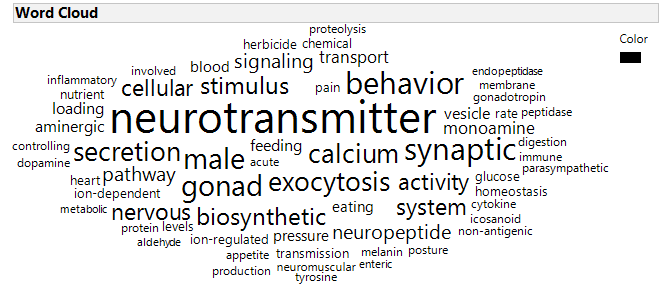 Word Cloud
proteolysis
herbicide chemical
Color
blood signaling transport
inflammatory involved
cellular stimulus pain behavior endopeptidase
nutrient membrane
gonadotropin
loading neurotransmitter vesicle rate peptidase
aminergic monoamine
controlling secretion male feeding calcium synaptic digestion
dopamine acute immune
parasympathetic
heart pathway gonad exocytosis activity glucose
ion-dependent homeostasis
metabolic nervous biosynthetic eating system cytokine
icosanoid
protein levels non-antigenic
aldehyde ion-regulated pressure neuropeptide
appetite transmission melanin posture
production neuromuscular enteric
tyrosine